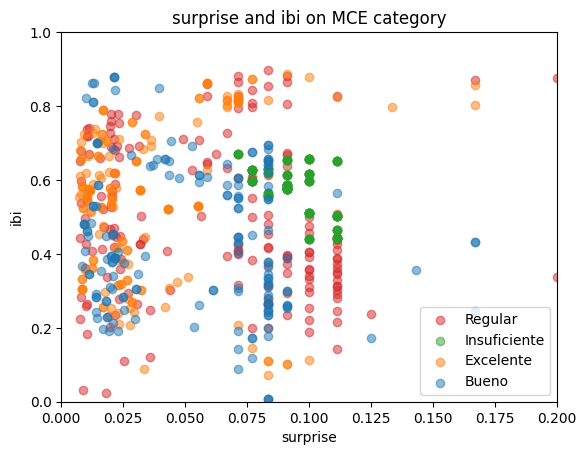 surprise and ibi on MCE category
1.0
0.8
0.6
0.4
0.2
0.0
ibi
Regular
Insuficiente
Excelente
Bueno
0.000 0.025 0.050 0.075 0.100 0.125 0.150 0.175 0.200
surprise